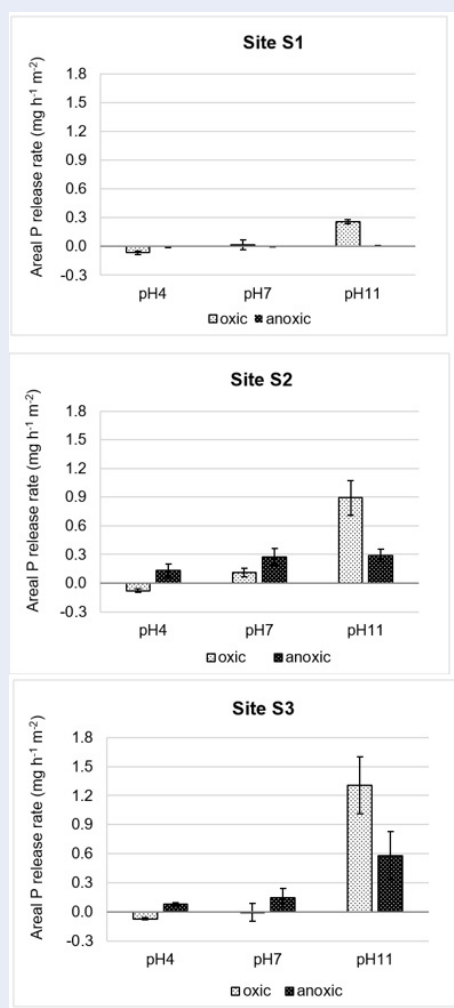 Site S1
Areal P release rate (mg h⁻¹ m⁻²)
1.8
1.5
1.2
0.9
0.6
0.3
0.0
-0.3
pH4 pH7 pH11
oxic anoxic
Site S2
Areal P release rate (mg h⁻¹ m⁻²)
1.8
1.5
1.2
0.9
0.6
0.3
0.0
-0.3
pH4 pH7 pH11
oxic anoxic
Site S3
Areal P release rate (mg h⁻¹ m⁻²)
1.8
1.5
1.2
0.9
0.6
0.3
0.0
-0.3
pH4 pH7 pH11
oxic anoxic